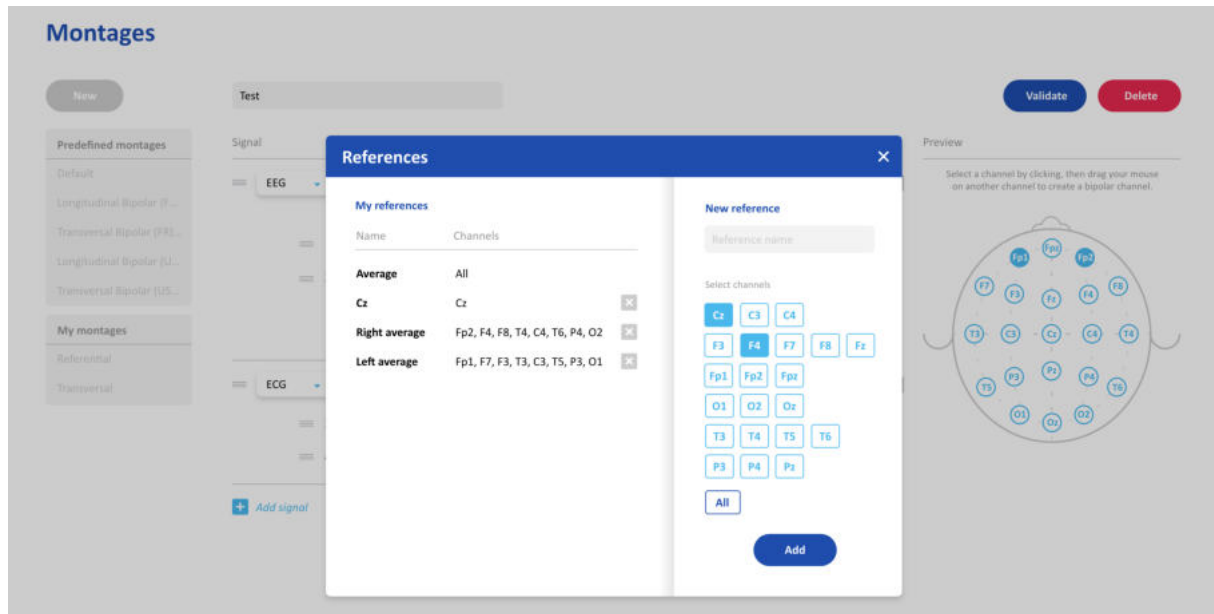 Montages
New
Test
Validate
Delete
Predefined montages
Default
Longitudinal Bipolar (F...
Transversal Bipolar (FR)...
Longitudinal Bipolar (U...
Transversal Bipolar (US...
My montages
Referential
Transversal
Signal
EEG
ECG
Add signal
References
My references
Name Channels
Average All
Cz Cz
Right average Fp2, F4, F8, T4, C4, T6, P4, O2
Left average Fp1, F7, F3, T3, C3, T5, P3, O1
New reference
Reference name
Select channels
Cz C3 C4
F3 F4 F7 F8 Fz
Fp1 Fp2 Fpz
O1 O2 Oz
T3 T4 T5 T6
P3 P4 Pz
All
Add
Preview
Select a channel by clicking, then drag your mouse
on another channel to create a bipolar channel.
Fp1 Fpz Fp2
F7 F3 Fz F4 F8
T3 C3 Cz C4 T4
T5 P3 Pz P4 T6
O1 Oz O2